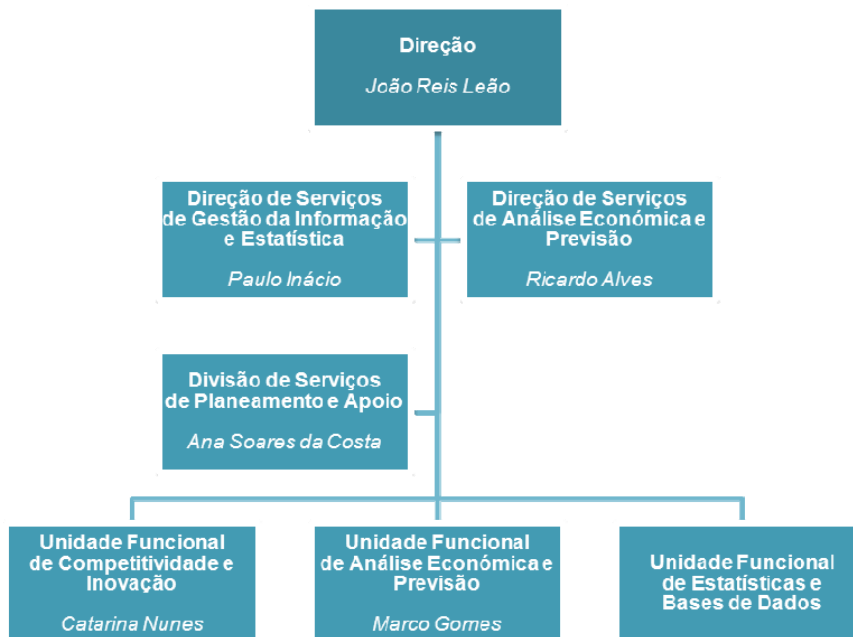 Direção
João Reis Leão
Direção de Serviços
de Gestão da Informação
e Estatística
Paulo Inácio
Direção de Serviços
de Análise Económica e
Previsão
Ricardo Alves
Divisão de Serviços
de Planeamento e Apoio
Ana Soares da Costa
Unidade Funcional
de Competitividade e
Inovação
Catarina Nunes
Unidade Funcional
de Análise Económica e
Previsão
Marco Gomes
Unidade Funcional
de Estatísticas e
Bases de Dados